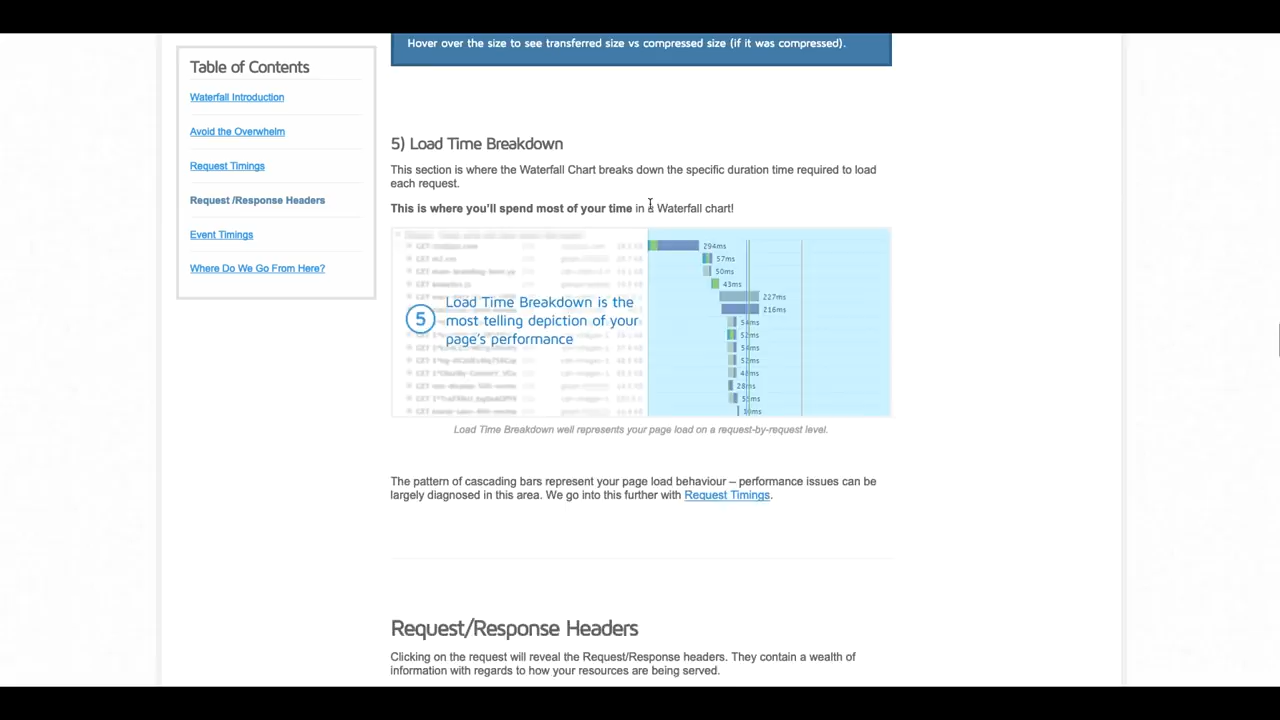 Hover over the size to see transferred size vs compressed size (if it was compressed).
Table of Contents
Waterfall Introduction
Avoid the Overwhelm
Request Timings
Request /Response Headers
Event Timings
Where Do We Go From Here?
5) Load Time Breakdown
This section is where the Waterfall Chart breaks down the specific duration time required to load
each request.
This is where you'll spend most of your time in a Waterfall chart!
5
Load Time Breakdown is the
most telling depiction of your
page's performance
294ms
57ms
50ms
43ms
227ms
216ms
54ms
52ms
54ms
52ms
48ms
28ms
55ms
10ms
Load Time Breakdown well represents your page load on a request-by-request level.
The pattern of cascading bars represent your page load behaviour – performance issues can be
largely diagnosed in this area. We go into this further with Request Timings.
Request/Response Headers
Clicking on the request will reveal the Request/Response headers. They contain a wealth of
information with regards to how your resources are being served.